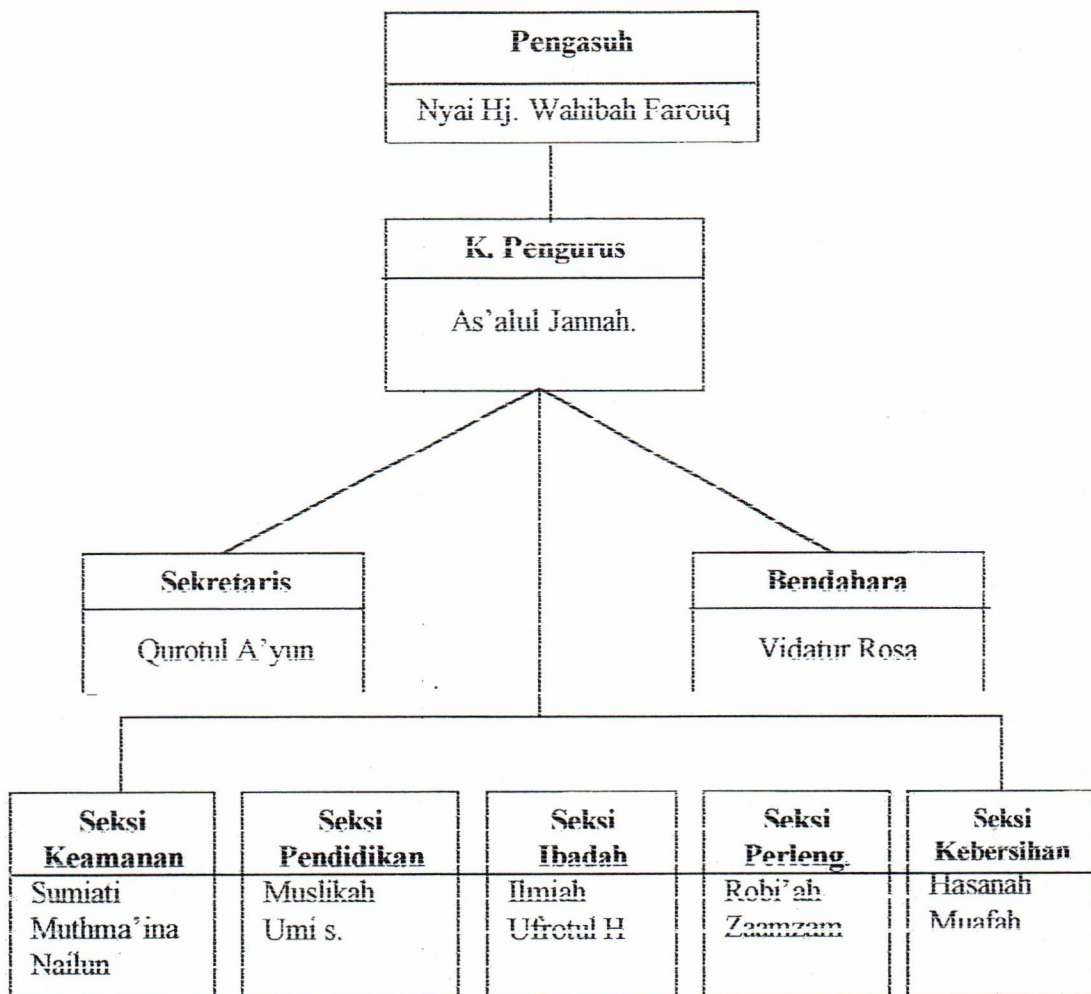 Pengasuh
Nyai Hj. Wahibah Farouq
K. Pengurus
As'alul Jannah.
Sekretaris
Qurotul A'yun
Bendahara
Vidatur Rosa
Seksi
Keamanan
Sumiati
Muthma'ina
Nailun
Seksi
Pendidikan
Muslikah
Umi s.
Seksi
Ibadah
Ilmiah
Ufrotul H
Seksi
Perleng.
Robi'ah
Zaamzam
Seksi
Kebersihan
Hasanah
Muafah